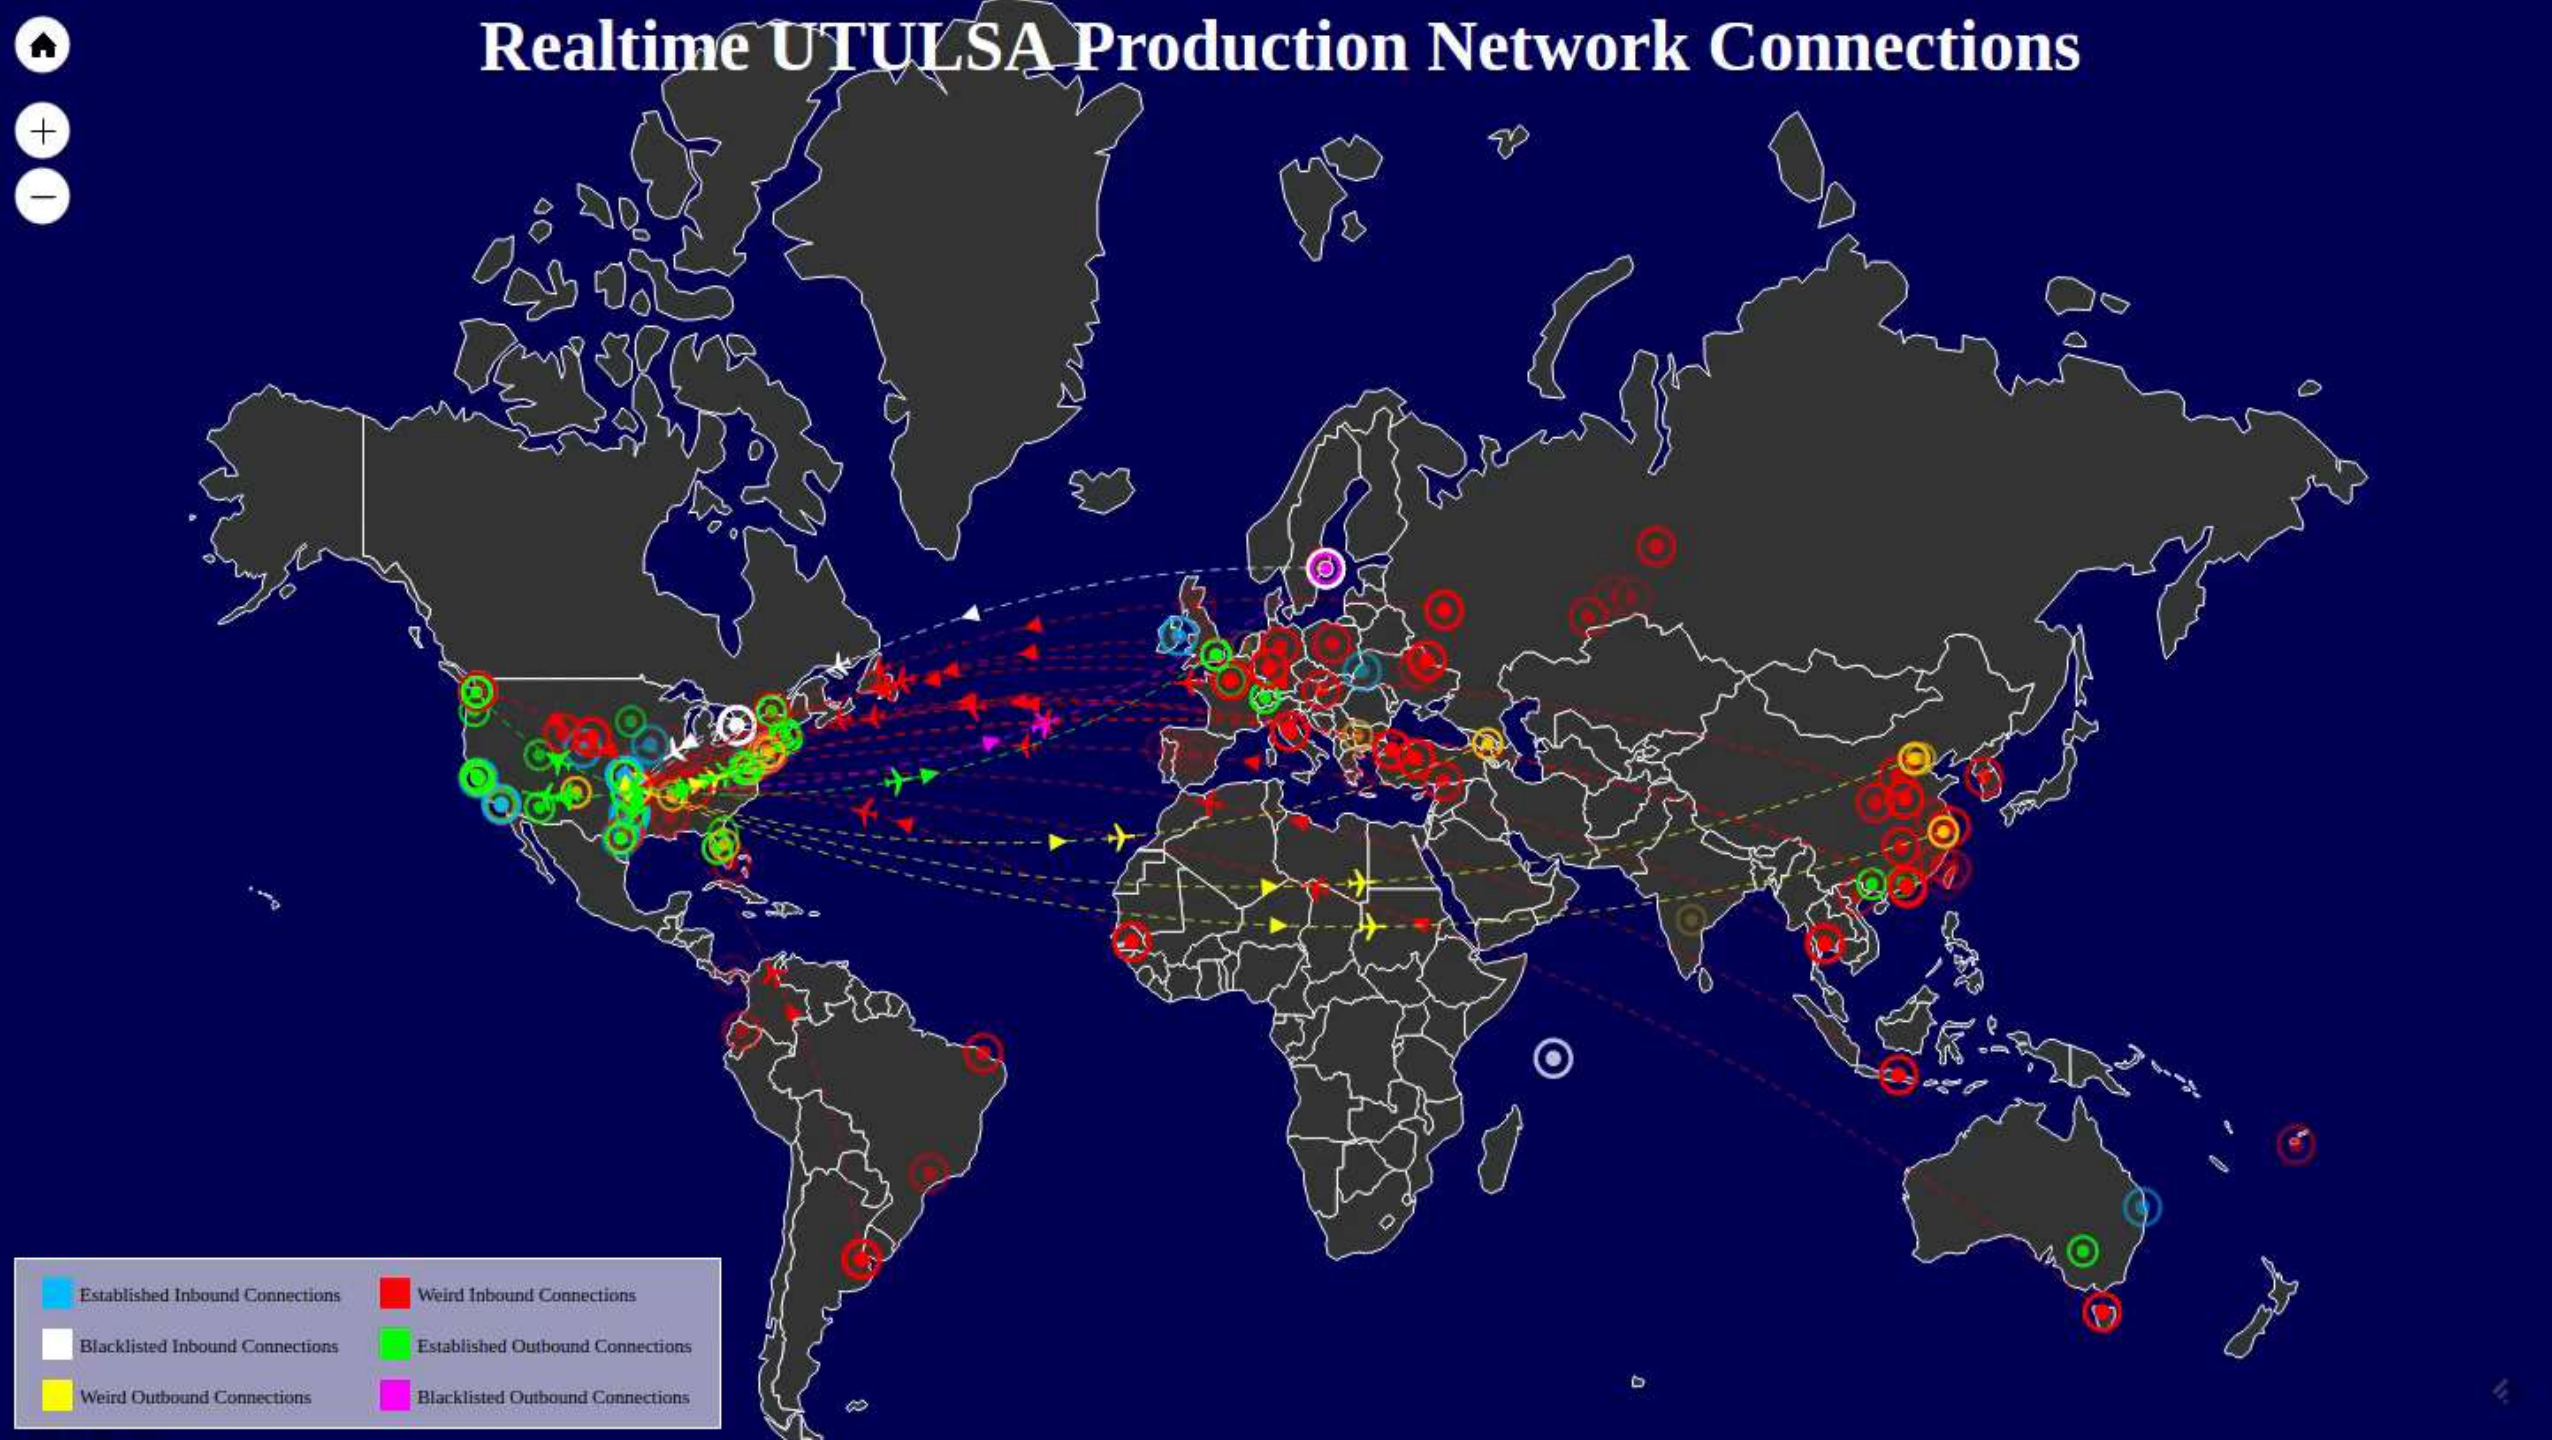 Realtime UTULSA Production Network Connections
Established Inbound Connections
Weird Inbound Connections
Blacklisted Inbound Connections
Established Outbound Connections
Weird Outbound Connections
Blacklisted Outbound Connections